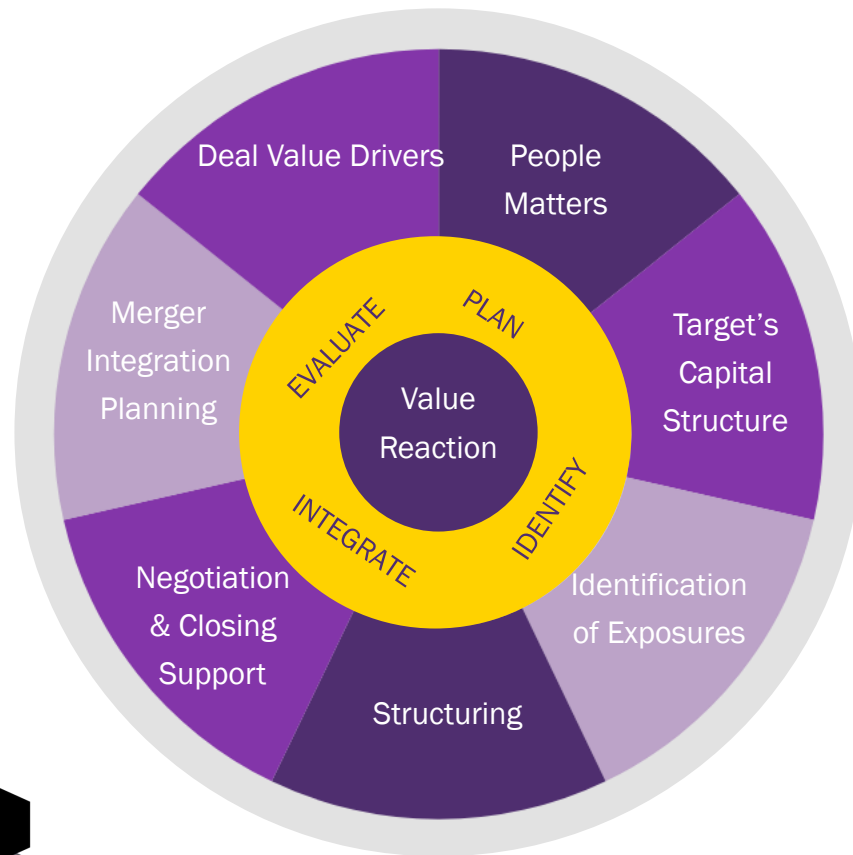 Deal Value Drivers
People
Matters
Merger
Integration
Planning
Target’s
Capital
Structure
EVALUATE
PLAN
Value
Reaction
INTEGRATE
IDENTIFY
Negotiation
& Closing
Support
Identification
of Exposures
Structuring